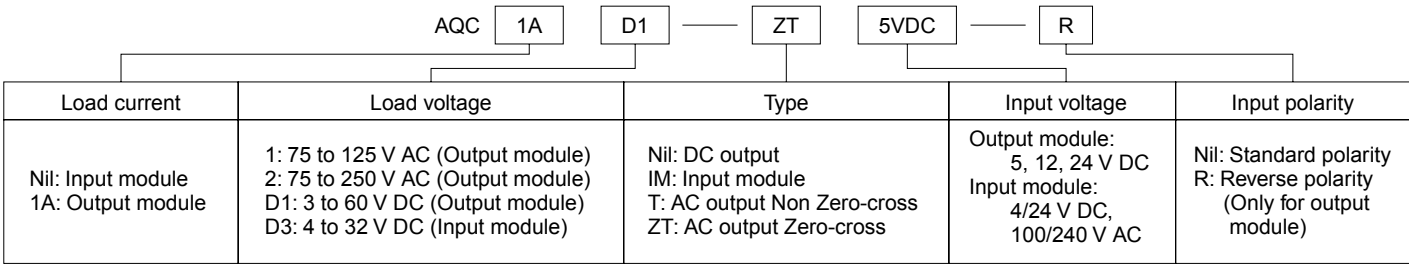 AQC 1A D1 ZT 5VDC R
Load current Load voltage Type Input voltage Input polarity
Nil: Input module
1A: Output module
1: 75 to 125 V AC (Output module)
2: 75 to 250 V AC (Output module)
D1: 3 to 60 V DC (Output module)
D3: 4 to 32 V DC (Input module)
Nil: DC output
IM: Input module
T: AC output Non Zero-cross
ZT: AC output Zero-cross
Output module:
5, 12, 24 V DC
Input module:
4/24 V DC,
100/240 V AC
Nil: Standard polarity
R: Reverse polarity
(Only for output
module)